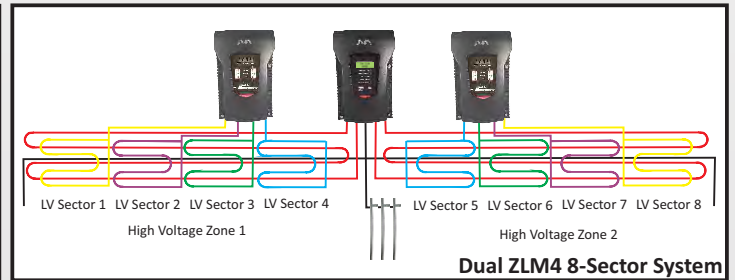 LV Sector 1 LV Sector 2 LV Sector 3 LV Sector 4 LV Sector 5 LV Sector 6 LV Sector 7 LV Sector 8
High Voltage Zone 1 High Voltage Zone 2
Dual ZLM4 8-Sector System